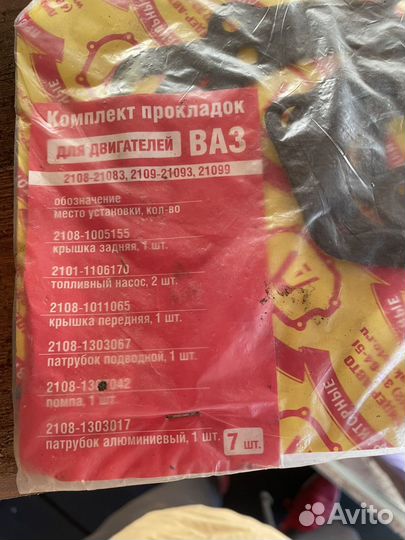 Комплект прокладок
для двигателей ВАЗ
2108-21083, 2109-21093, 21099
обозначение
место установки, кол-во
2108-1005155
крышка задняя, 1 шт.
2101-1106170
топливный насос, 2 шт.
2108-1011065
крышка передняя, 1 шт.
2108-1303067
патрубок подводной, 1 шт.
помпа, 1 шт.
2108-1303017
патрубок алюминиевый, 1 шт.
7 шт.
Avito